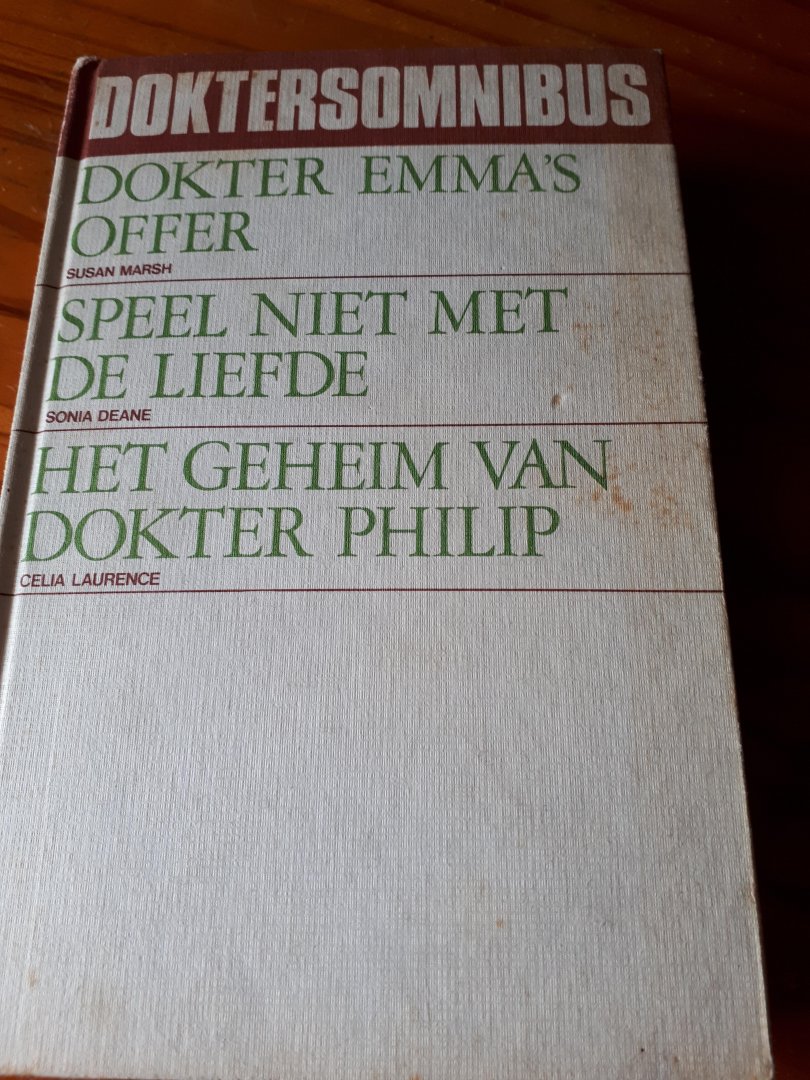 DOKTERSOMNIBUS
DOKTER EMMA'S
OFFER
SUSAN MARSH
SPEEL NIET MET
DE LIEFDE
SONIA DEANE
HET GEHEIM VAN
DOKTER PHILIP
CELIA LAURENCE